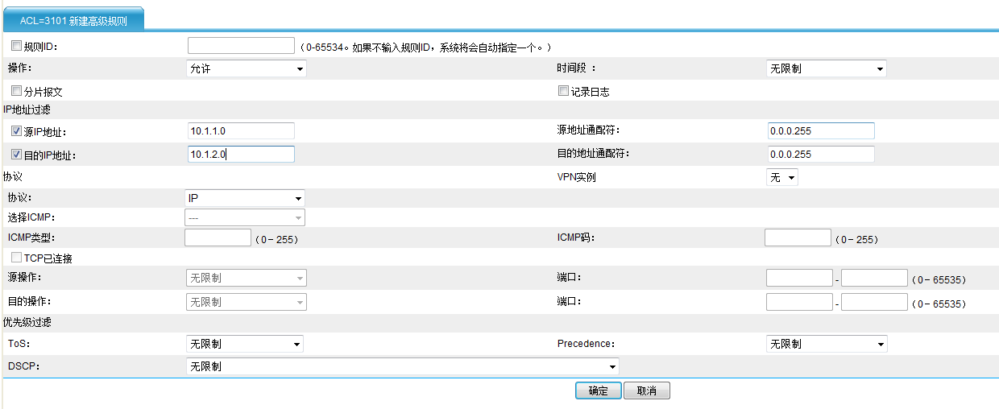 ACL=3101 新建高级规则
规则ID： （0-65534。如果不输入规则ID，系统将会自动指定一个。）
操作： 允许 时间段 ： 无限制
分片报文 记录日志
IP地址过滤
源IP地址： 10.1.1.0 源地址通配符： 0.0.0.255
目的IP地址： 10.1.2.0 目的地址通配符： 0.0.0.255
协议 VPN实例 无
协议： IP
选择ICMP： ---
ICMP类型： （0－255） ICMP码： （0－255）
TCP已连接
源操作： 无限制 端口： - （0－65535）
目的操作： 无限制 端口： - （0－65535）
优先级过滤
ToS： 无限制 Precedence： 无限制
DSCP： 无限制
确定 取消